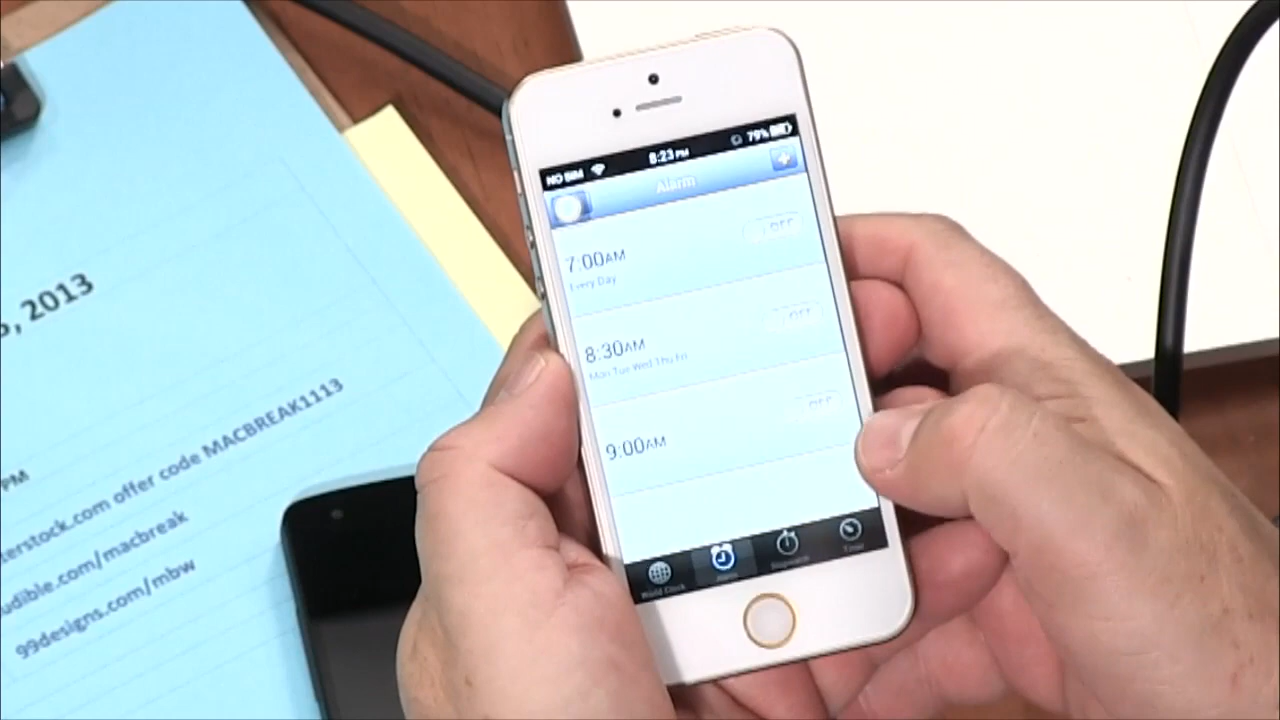 , 2013
PM
terstock.com offer code MACBREAK1113
udible.com/macbreak
99designs.com/mbw
NO SIM 8:23 PM 79%
Alarm +
7:00AM OFF
Every Day
8:30AM OFF
Mon Tue Wed Thu Fri
9:00AM OFF
World Clock Alarm Stopwatch Timer